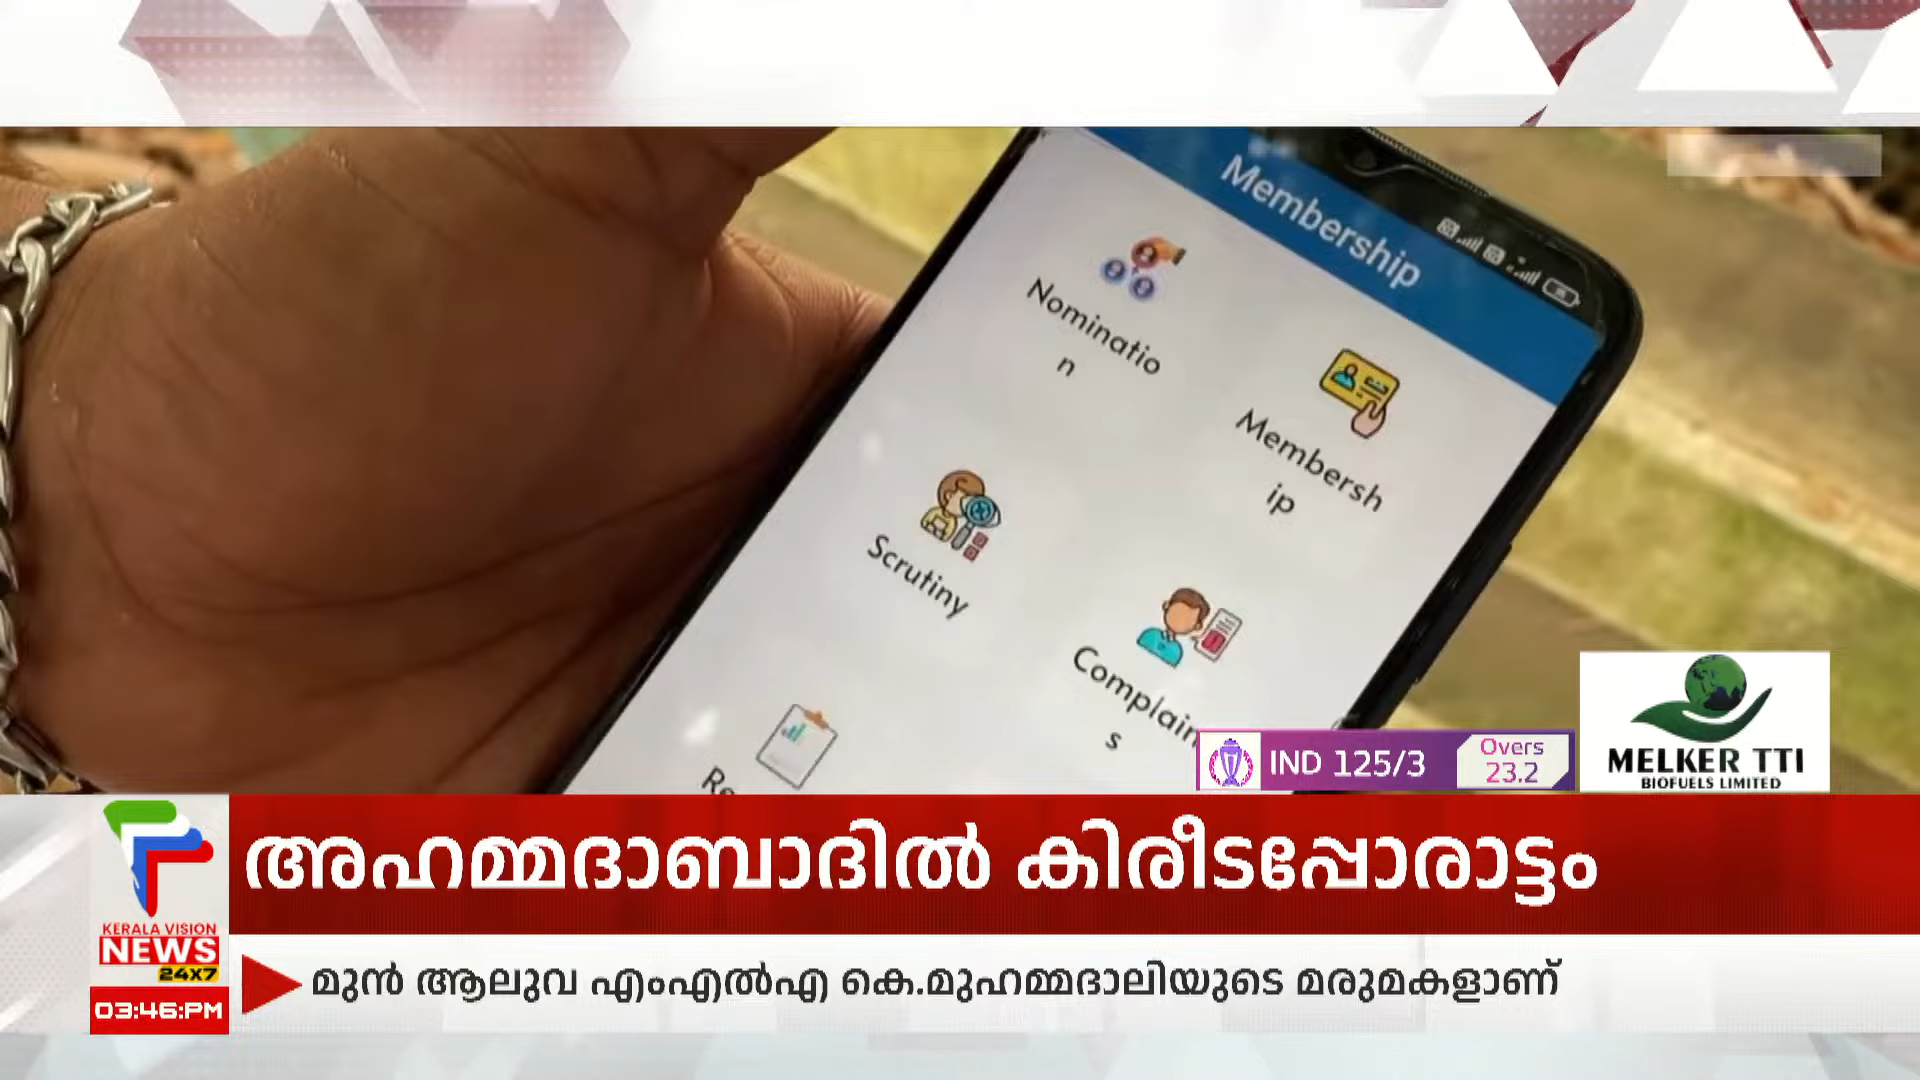 Membership
Nominatio
n
Membersh
ip
Scrutiny
Complain
s
IND 125/3
Overs
23.2
MELKER TTI
BIOFUELS LIMITED
അഹമ്മദാബാദിൽ കിരീടപ്പോരാട്ടം
KERALA VISION
NEWS
24X7
03:46:PM
മുൻ ആലുവ എംഎൽഎ കെ.മുഹമ്മദാലിയുടെ മരുമകളാണ്